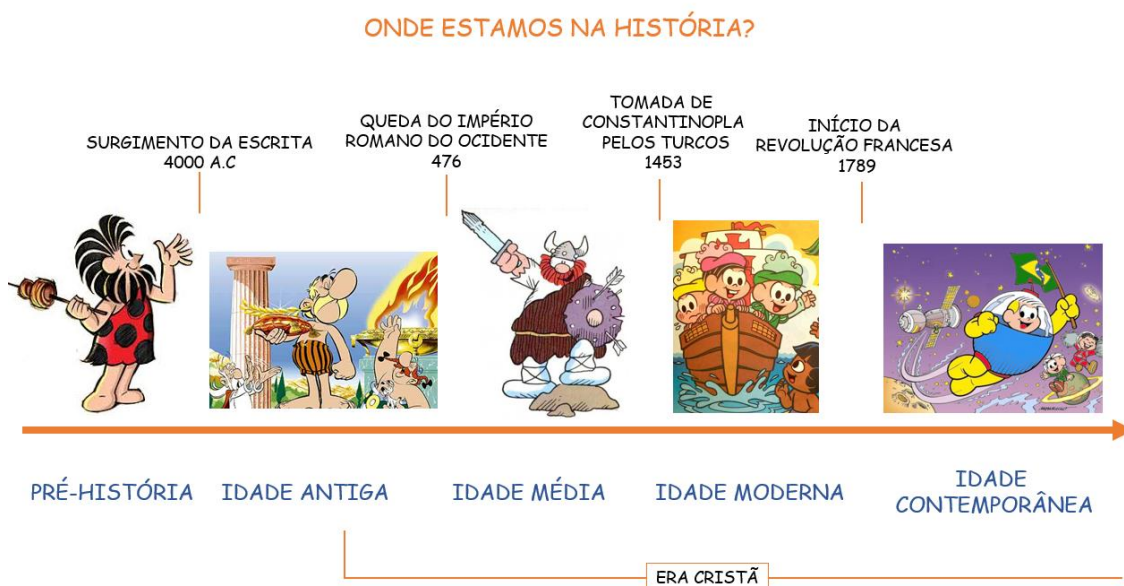 ONDE ESTAMOS NA HISTÓRIA?
SURGIMENTO DA ESCRITA
4000 A.C
QUEDA DO IMPÉRIO
ROMANO DO OCIDENTE
476
TOMADA DE
CONSTANTINOPLA
PELOS TURCOS
1453
INÍCIO DA
REVOLUÇÃO FRANCESA
1789
PRÉ-HISTÓRIA
IDADE ANTIGA
IDADE MÉDIA
IDADE MODERNA
IDADE
CONTEMPORÂNEA
ERA CRISTÃ